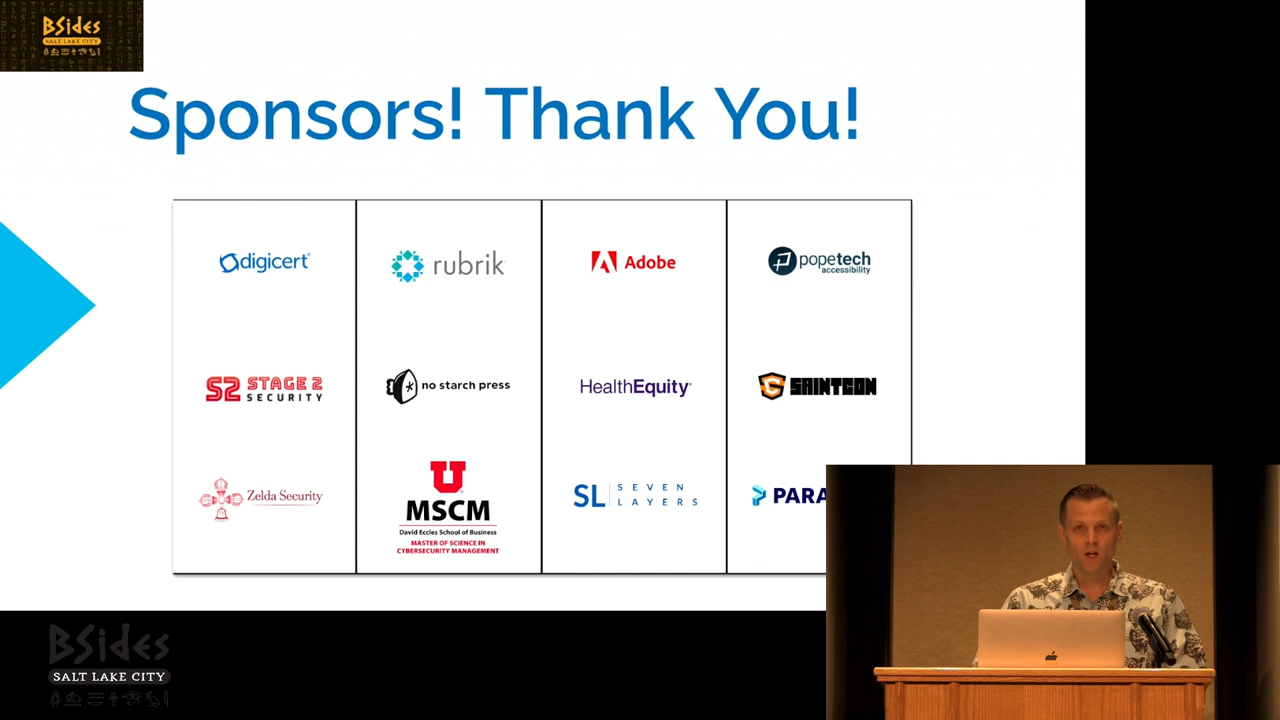 BSides
SALT LAKE CITY
Sponsors! Thank You!
digicert
rubrik
Adobe
popetech
accessibility
S2 STAGE 2
SECURITY
no starch press
HealthEquity
SAINTCON
Zelda Security
U
MSCM
David Eccles School of Business
MASTER OF SCIENCE IN
CYBERSECURITY MANAGEMENT
SL SEVEN
LAYERS
PARA
BSides
SALT LAKE CITY